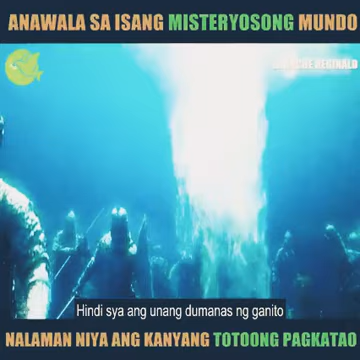 ANAWALA SA ISANG MISTERYOSONG MUNDO
Hindi sya ang unang dumanas ng ganito
NALAMAN NIYA ANG KANYANG TOTOONG PAGKATAO